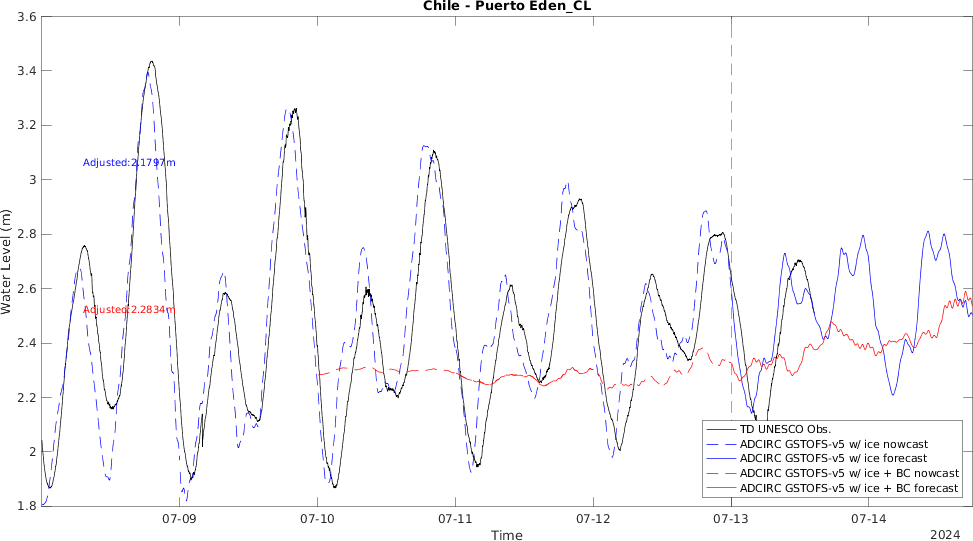 Chile - Puerto Eden_CL
3.6
3.4
3.2
3
2.8
2.6
2.4
2.2
2
1.8
Water Level (m)
Adjusted:2.1797m
Adjusted:2.2834m
TD UNESCO Obs.
ADCIRC GSTOFS-v5 w/ ice nowcast
ADCIRC GSTOFS-v5 w/ ice forecast
ADCIRC GSTOFS-v5 w/ ice + BC nowcast
ADCIRC GSTOFS-v5 w/ ice + BC forecast
07-09 07-10 07-11 07-12 07-13 07-14
Time
2024